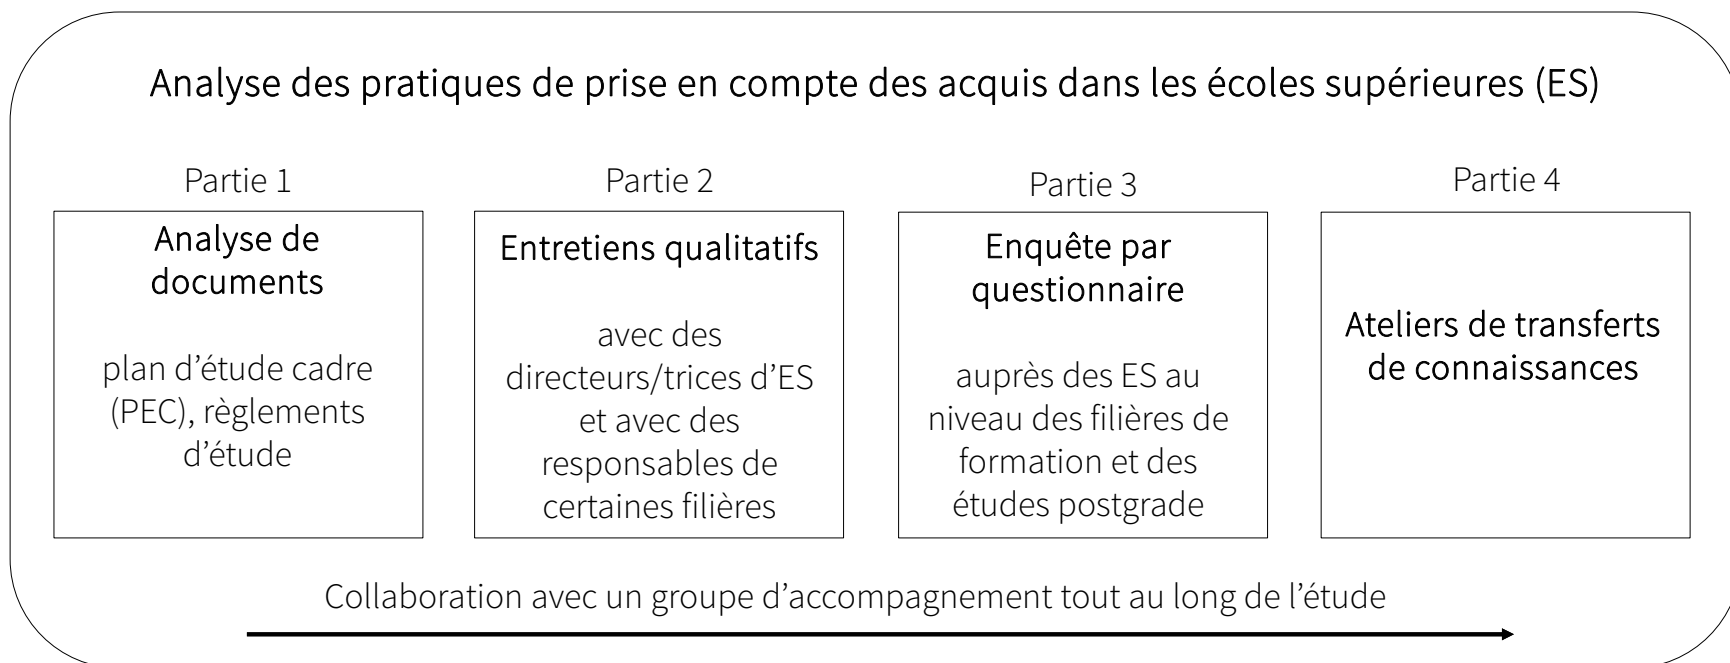 Analyse des pratiques de prise en compte des acquis dans les écoles supérieures (ES)
Partie 1
Analyse de
documents
plan d’étude cadre
(PEC), règlements
d’étude
Partie 2
Entretiens qualitatifs
avec des
directeurs/trices d’ES
et avec des
responsables de
certaines filières
Partie 3
Enquête par
questionnaire
auprès des ES au
niveau des filières de
formation et des
études postgrade
Partie 4
Ateliers de transferts
de connaissances
Collaboration avec un groupe d’accompagnement tout au long de l’étude